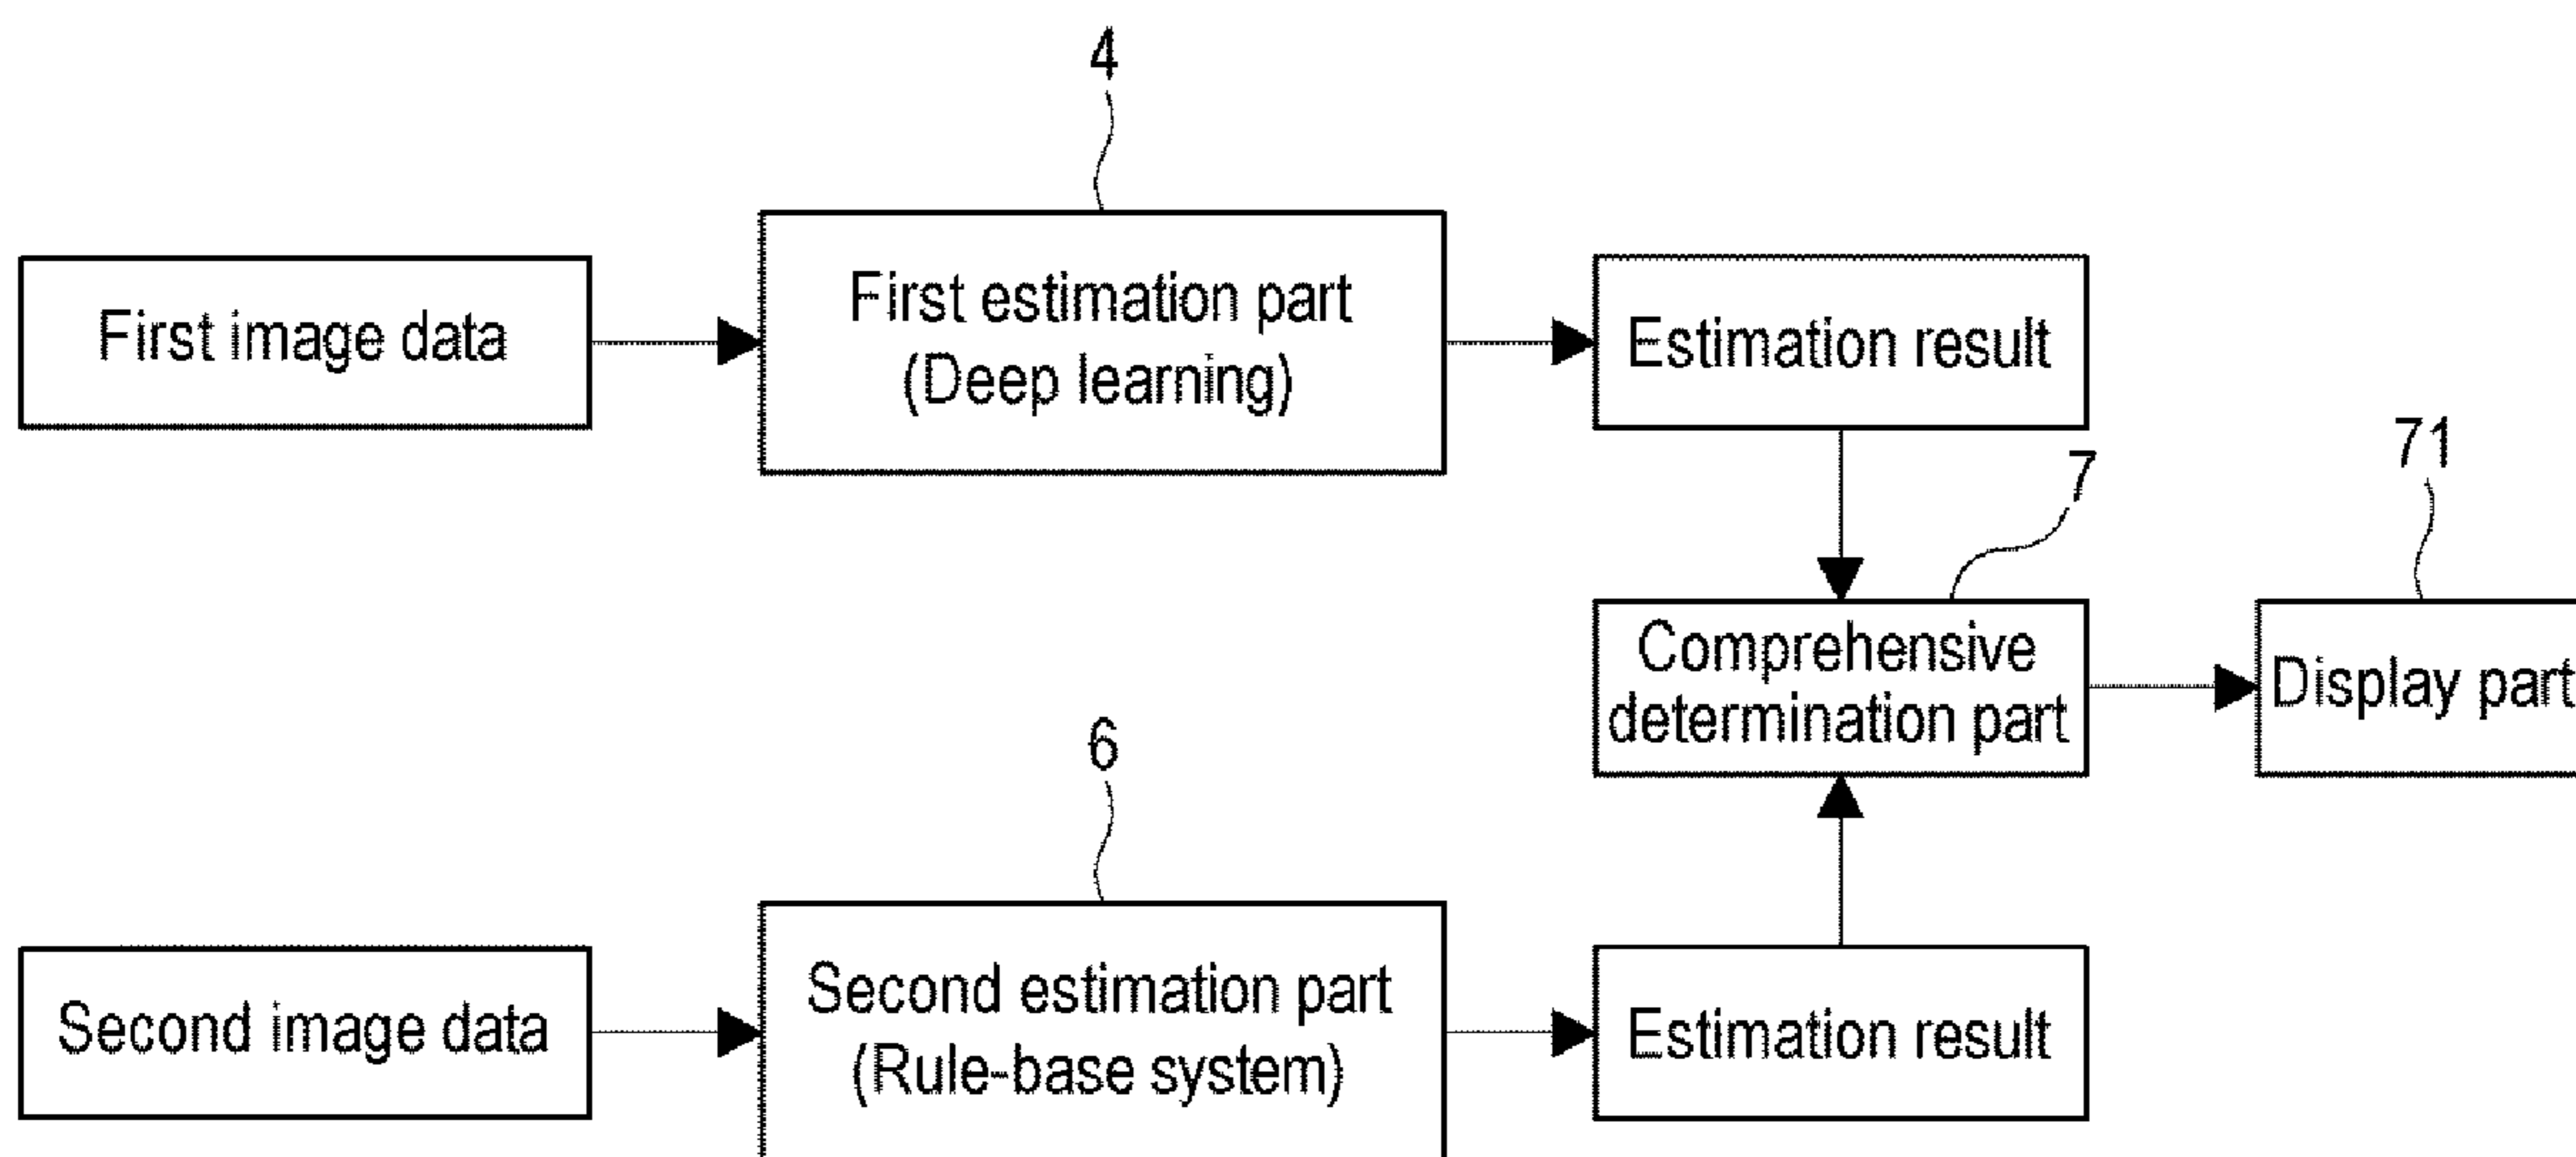 4
First image data
First estimation part
(Deep learning)
Estimation result
7
71
Comprehensive
determination part
Display part
6
Second image data
Second estimation part
(Rule-base system)
Estimation result